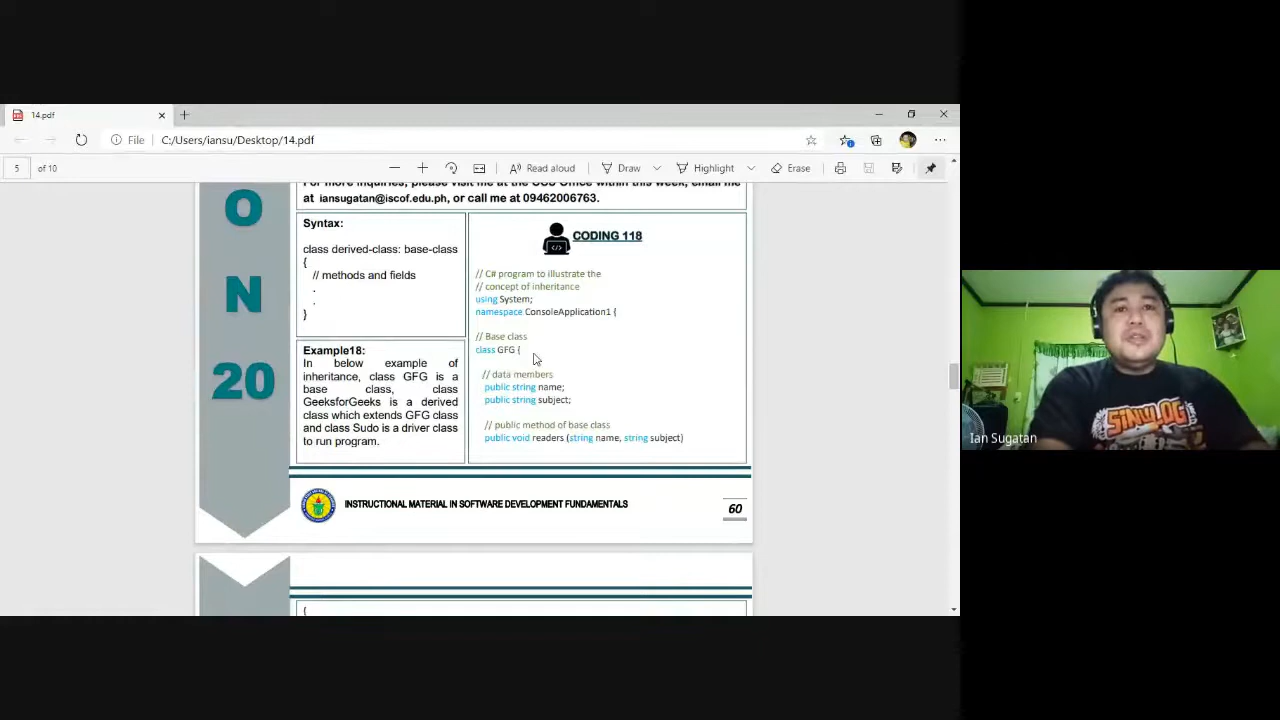 14.pdf
File
C:/Users/iansu/Desktop/14.pdf
5
of 10
Read aloud
Draw
Highlight
Erase
For more inquiries, please visit me at the CCS Office within this week, email me
at iansugatan@iscof.edu.ph, or call me at 09462006763.
O
N
20
Syntax:
class derived-class: base-class
{
// methods and fields
.
.
}
Example18:
In below example of
inheritance, class GFG is a
base class, class
GeeksforGeeks is a derived
class which extends GFG class
and class Sudo is a driver class
to run program.
CODING 118
// C# program to illustrate the
// concept of inheritance
using System;
namespace ConsoleApplication1 {
// Base class
class GFG {
// data members
public string name;
public string subject;
// public method of base class
public void readers (string name, string subject)
INSTRUCTIONAL MATERIAL IN SOFTWARE DEVELOPMENT FUNDAMENTALS
60
{
SINULOG
Ian Sugatan